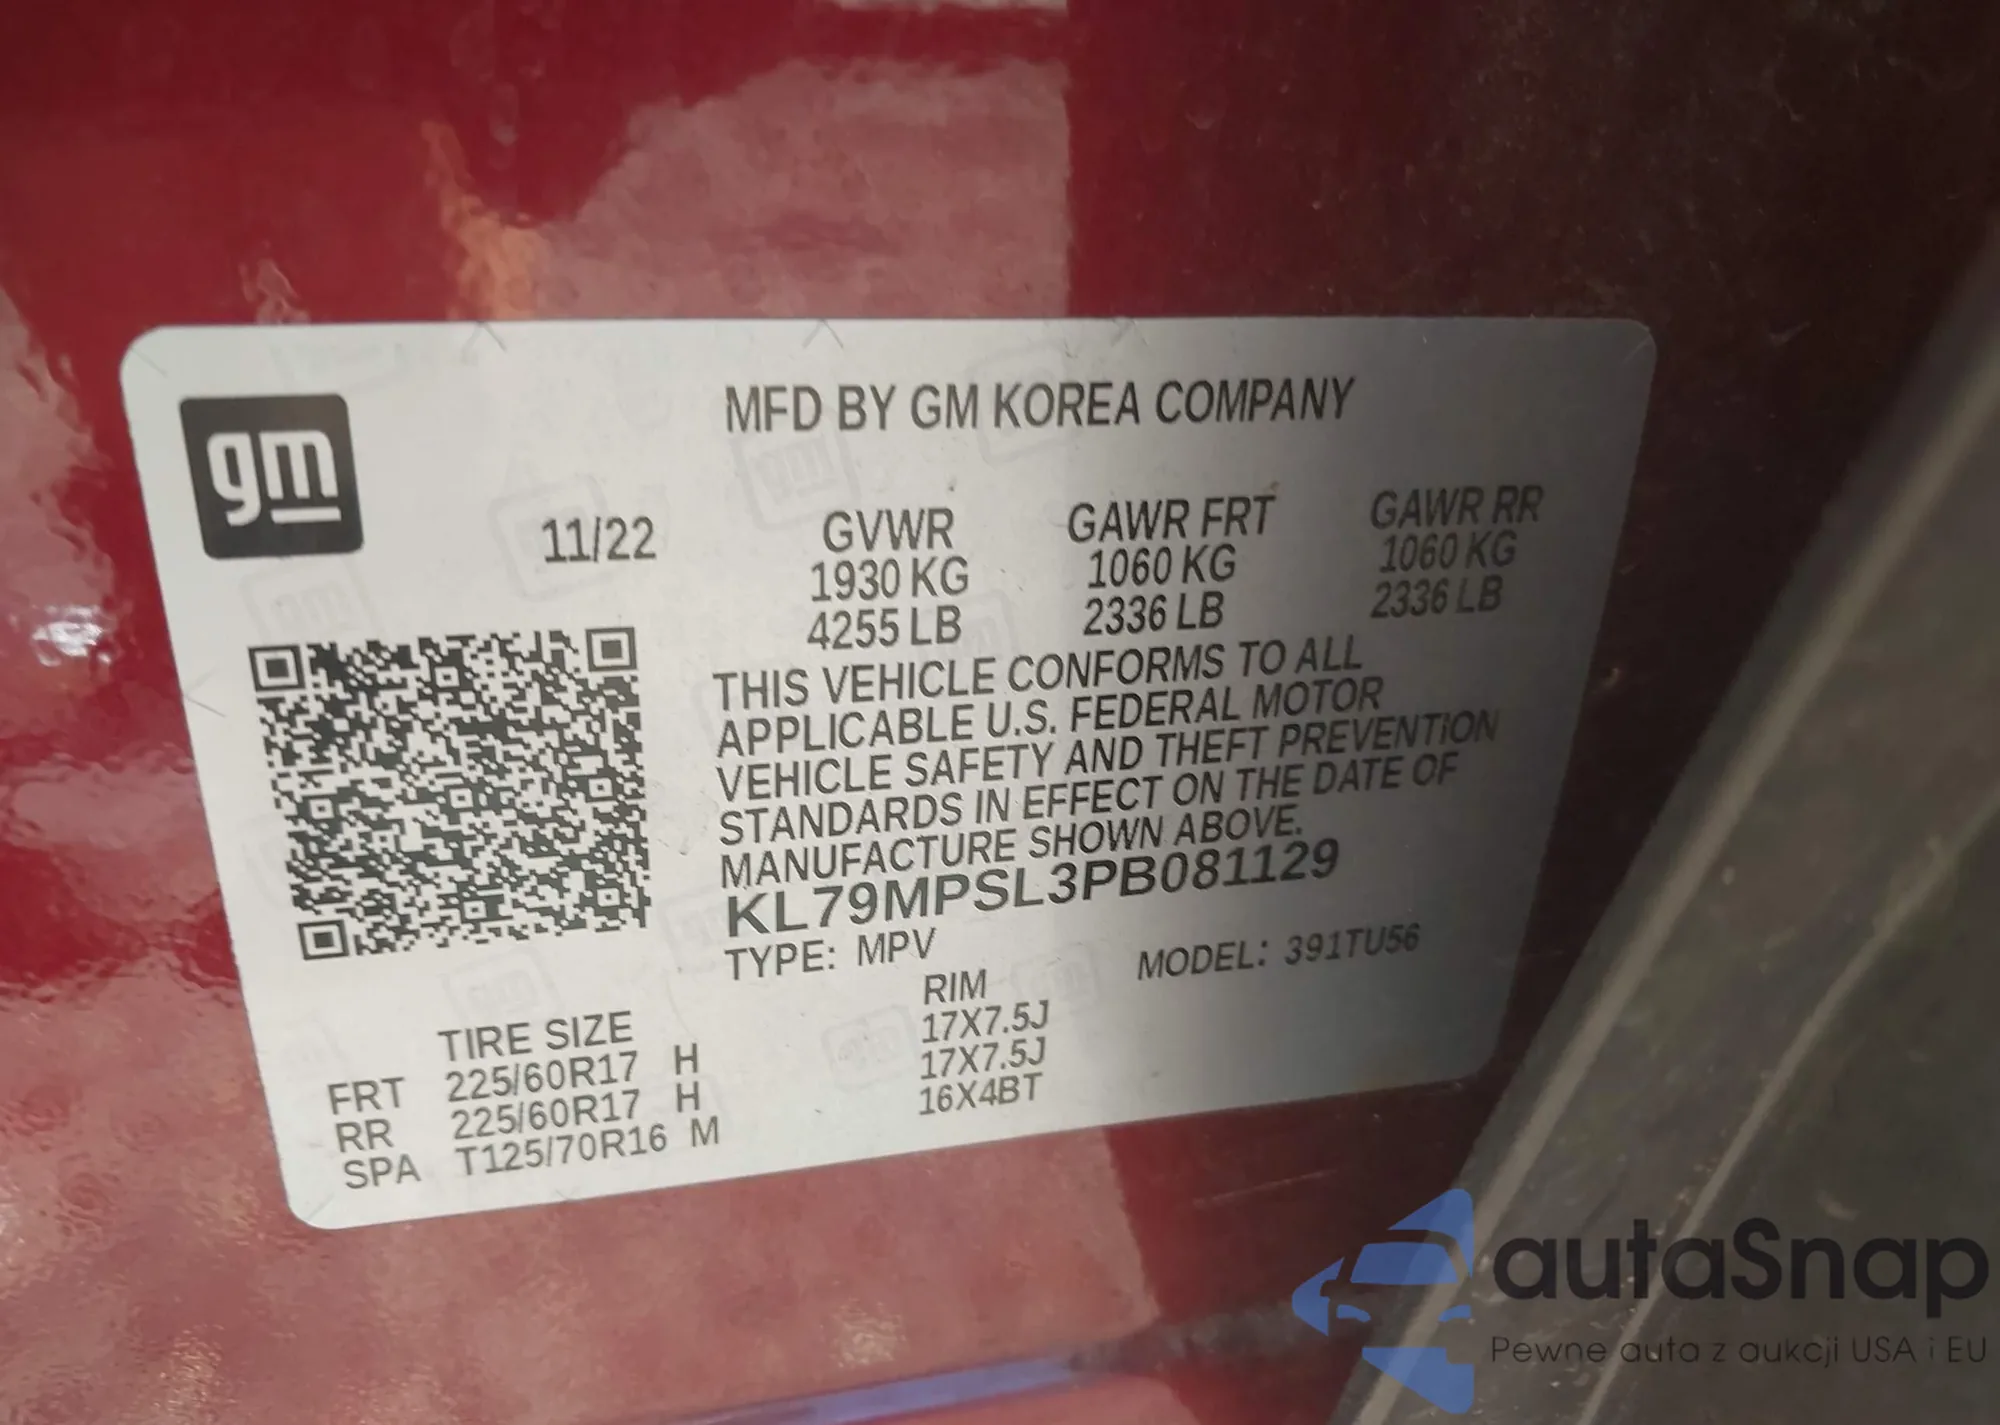 gm
MFD BY GM KOREA COMPANY
11/22 GVWR GAWR FRT GAWR RR
1930 KG 1060 KG 1060 KG
4255 LB 2336 LB 2336 LB
THIS VEHICLE CONFORMS TO ALL
APPLICABLE U.S. FEDERAL MOTOR
VEHICLE SAFETY AND THEFT PREVENTION
STANDARDS IN EFFECT ON THE DATE OF
MANUFACTURE SHOWN ABOVE.
KL79MPSL3PB081129
TYPE: MPV MODEL: 391TU56
TIRE SIZE RIM
FRT 225/60R17 H 17X7.5J
RR 225/60R17 H 17X7.5J
SPA T125/70R16 M 16X4BT
autaSnap
Pewne auta z aukcji USA i EU